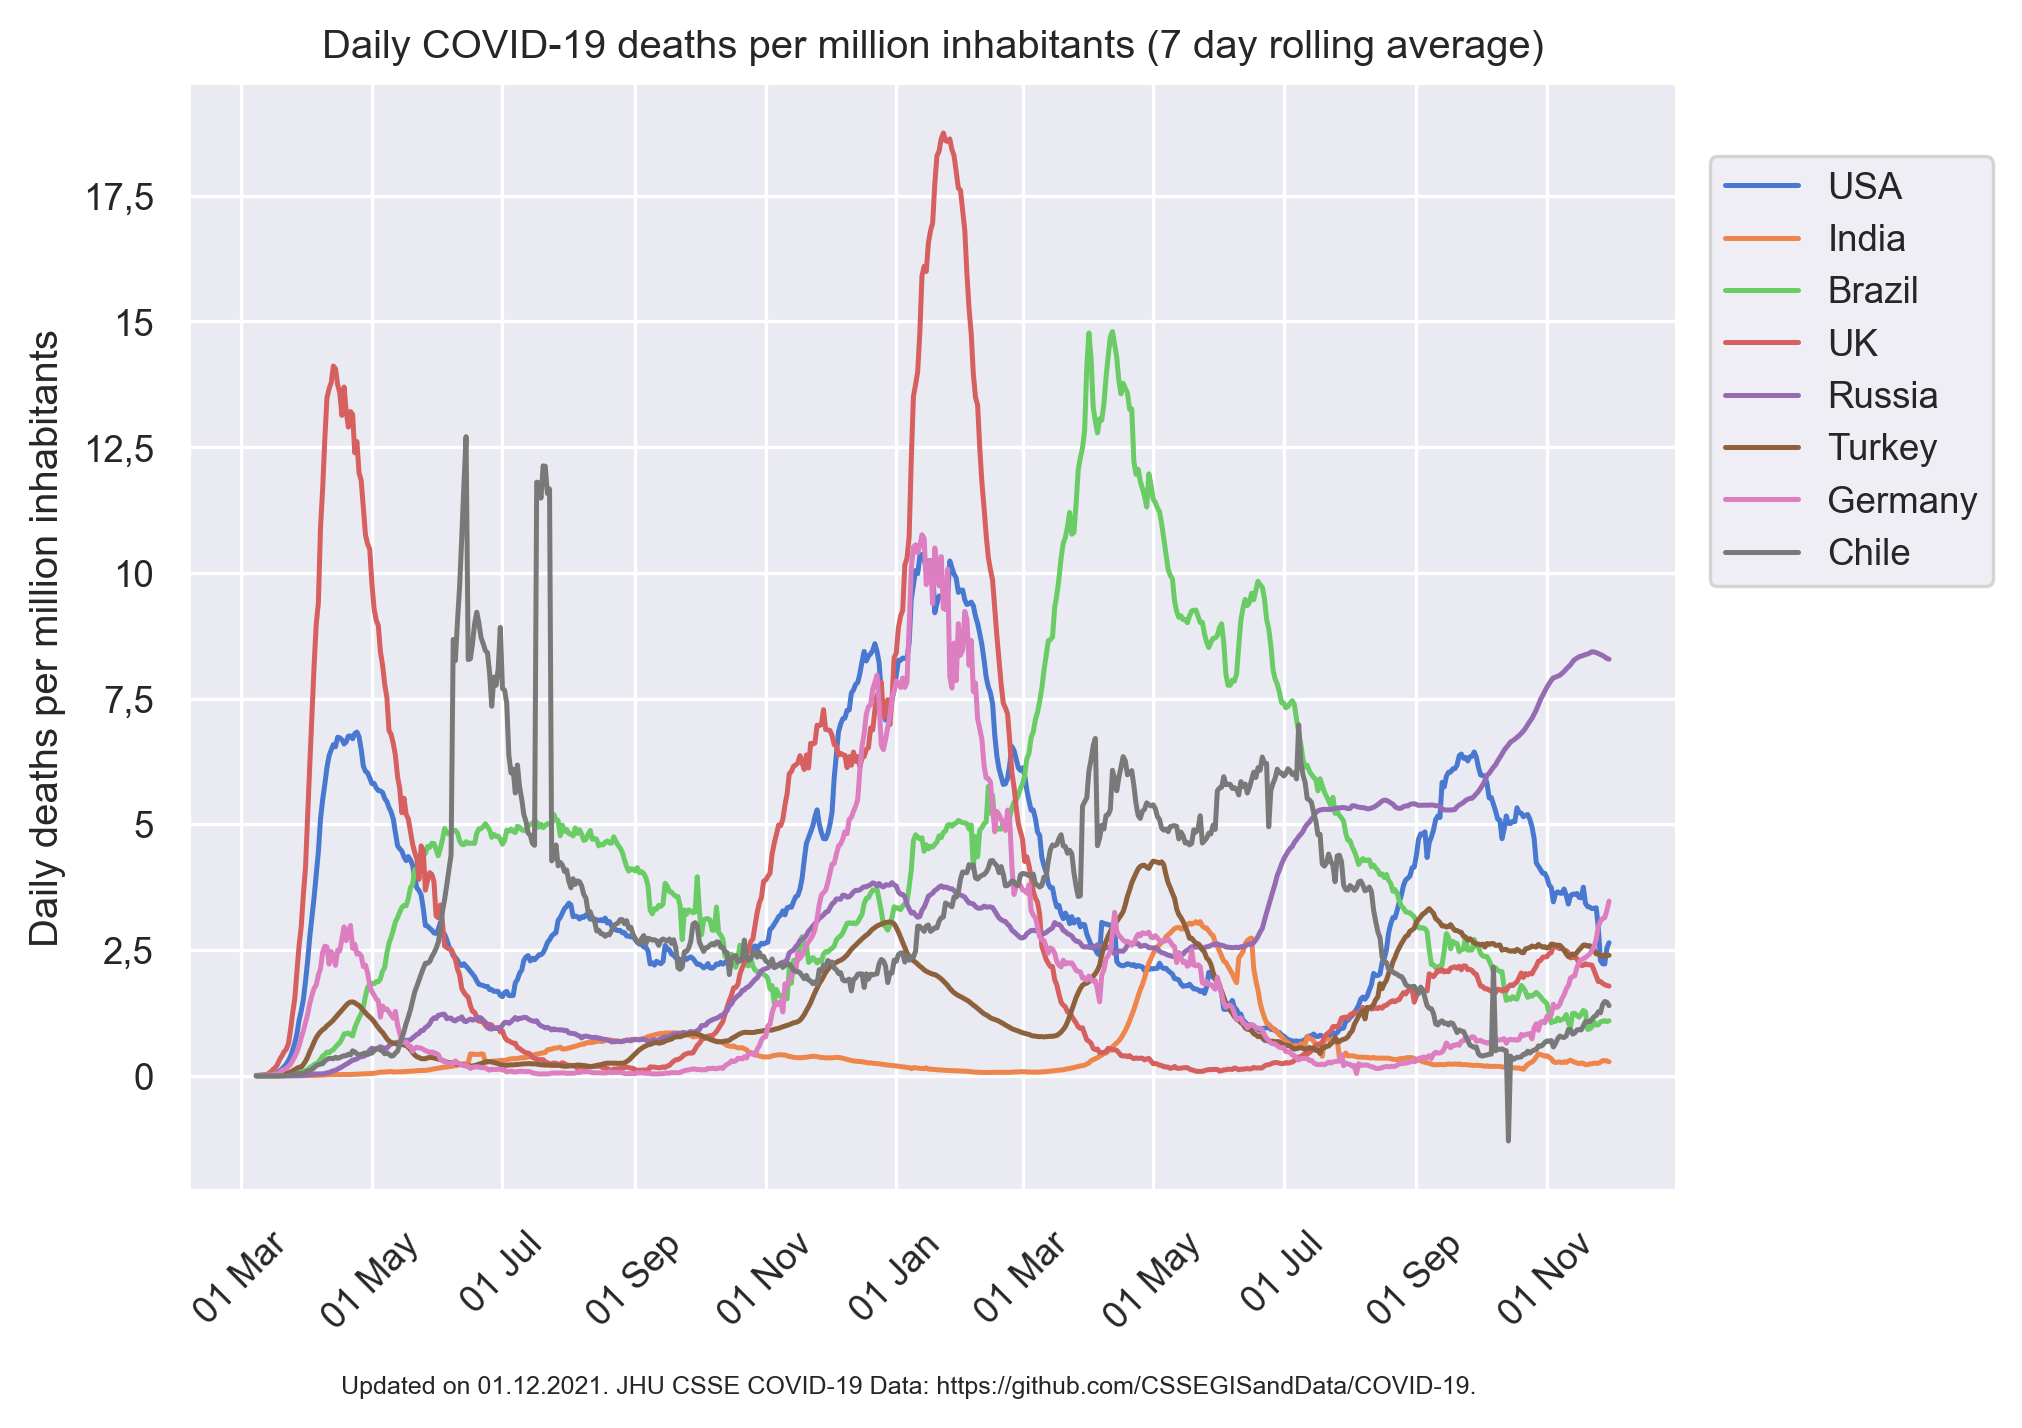 Daily COVID-19 deaths per million inhabitants (7 day rolling average)
Daily deaths per million inhabitants
17,5
15
12,5
10
7,5
5
2,5
0
01 Mar
01 May
01 Jul
01 Sep
01 Nov
01 Jan
01 Mar
01 May
01 Jul
01 Sep
01 Nov
USA
India
Brazil
UK
Russia
Turkey
Germany
Chile
Updated on 01.12.2021. JHU CSSE COVID-19 Data: https://github.com/CSSEGISandData/COVID-19.